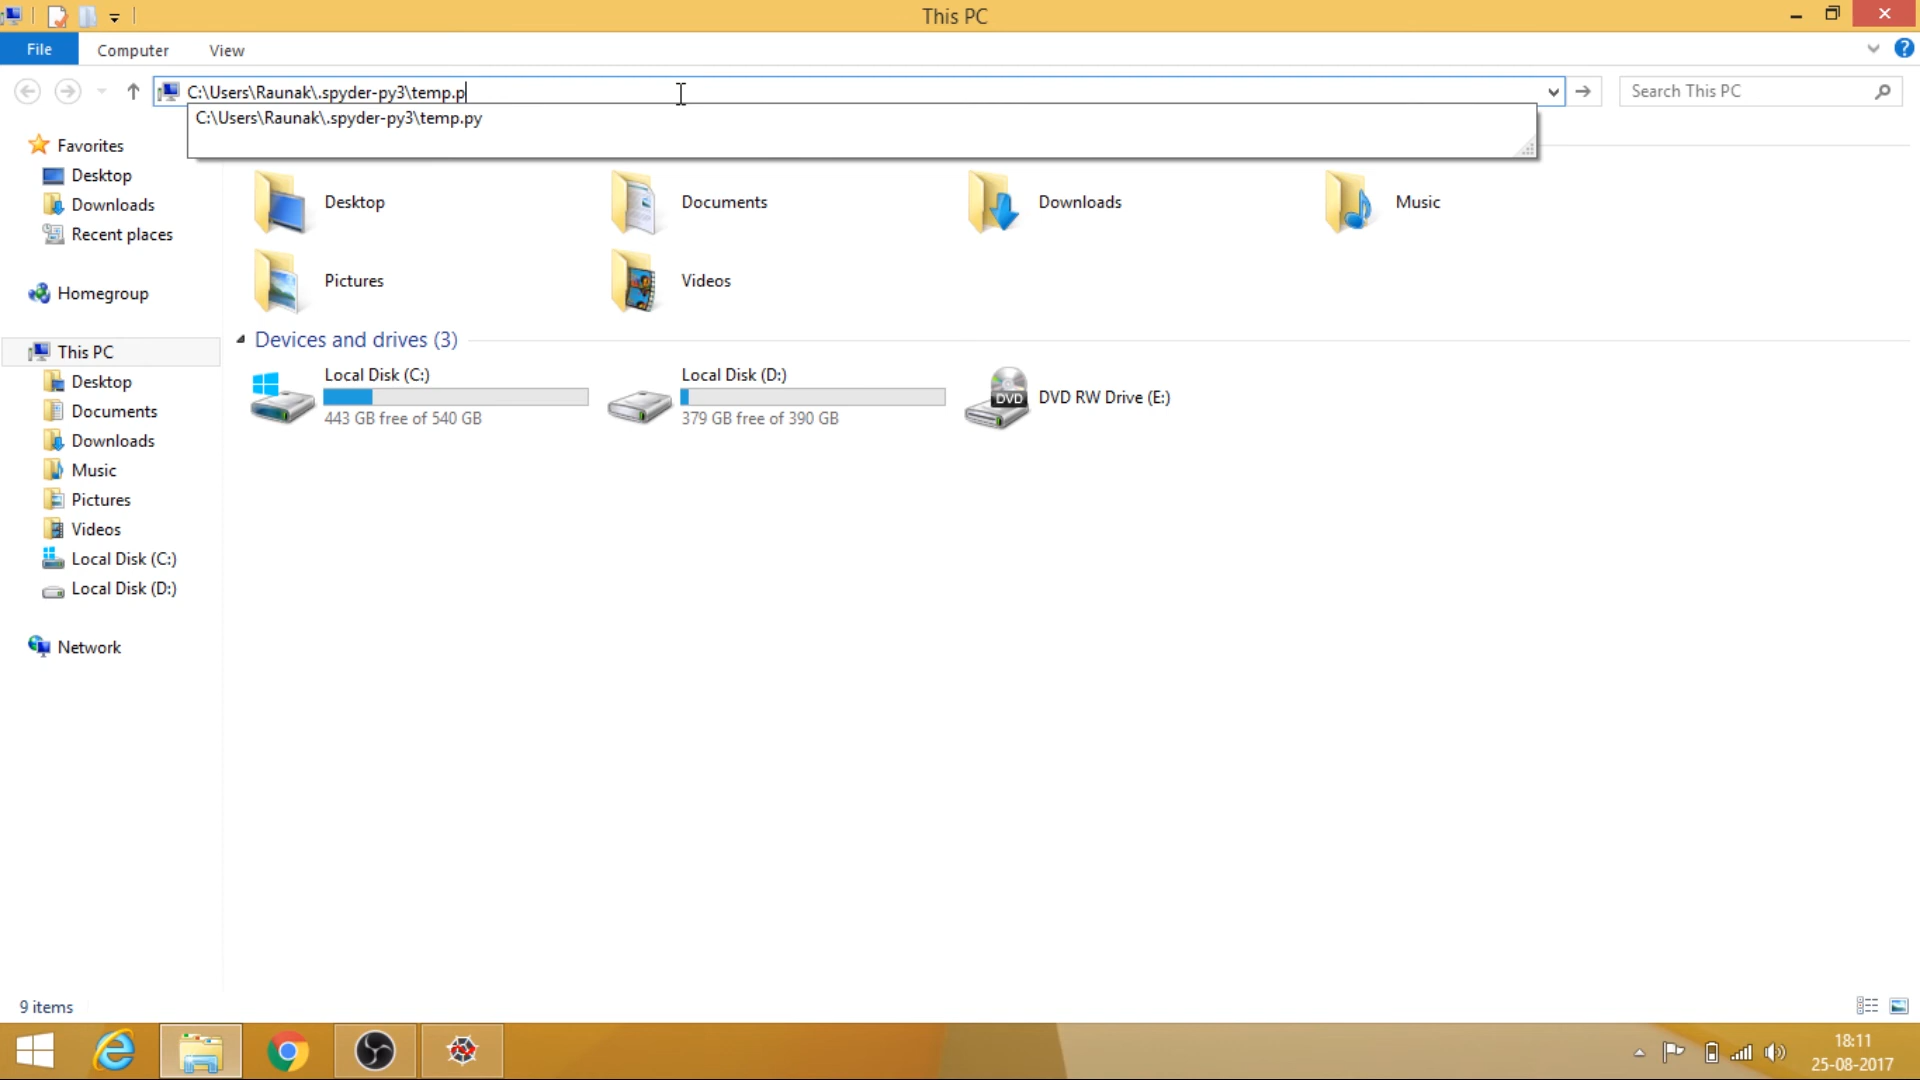 This PC
File
Computer
View
C:\Users\Raunak\.spyder-py3\temp.p
Search This PC
C:\Users\Raunak\.spyder-py3\temp.py
Favorites
Desktop
Downloads
Recent places
Homegroup
This PC
Desktop
Documents
Downloads
Music
Pictures
Videos
Local Disk (C:)
Local Disk (D:)
Network
Desktop
Documents
Downloads
Music
Pictures
Videos
Devices and drives (3)
Local Disk (C:)
443 GB free of 540 GB
Local Disk (D:)
379 GB free of 390 GB
DVD
DVD RW Drive (E:)
9 items
18:11
25-08-2017